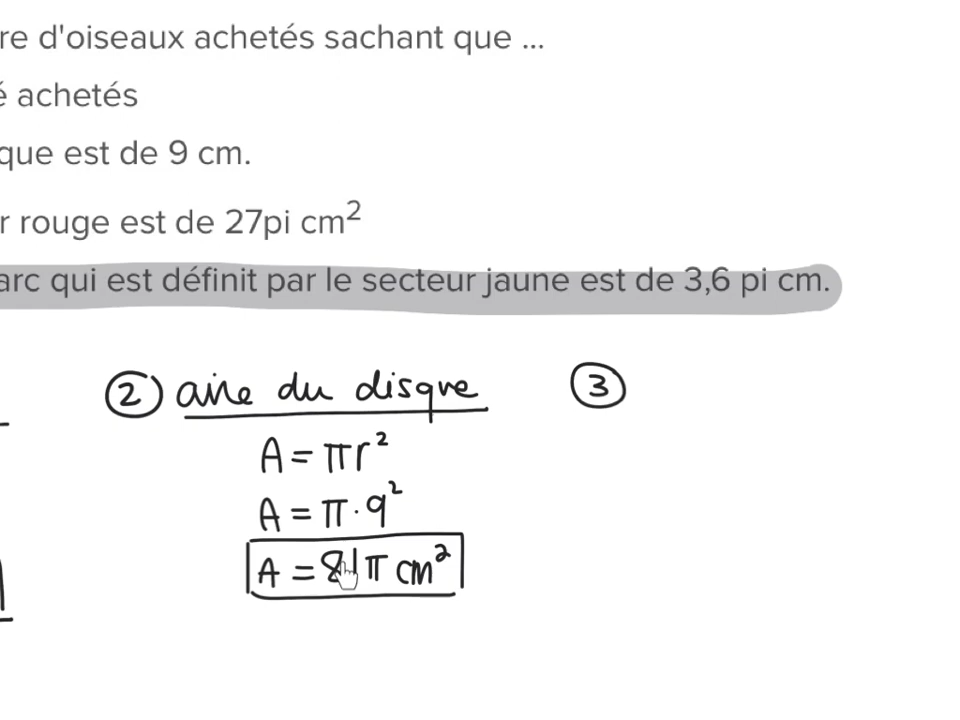 re d'oiseaux achetés sachant que ...
é achetés
que est de 9 cm.
r rouge est de 27pi cm²
arc qui est définit par le secteur jaune est de 3,6 pi cm.
② aire du disque
③
A = πr²
A = π · 9²
A = 81π cm²